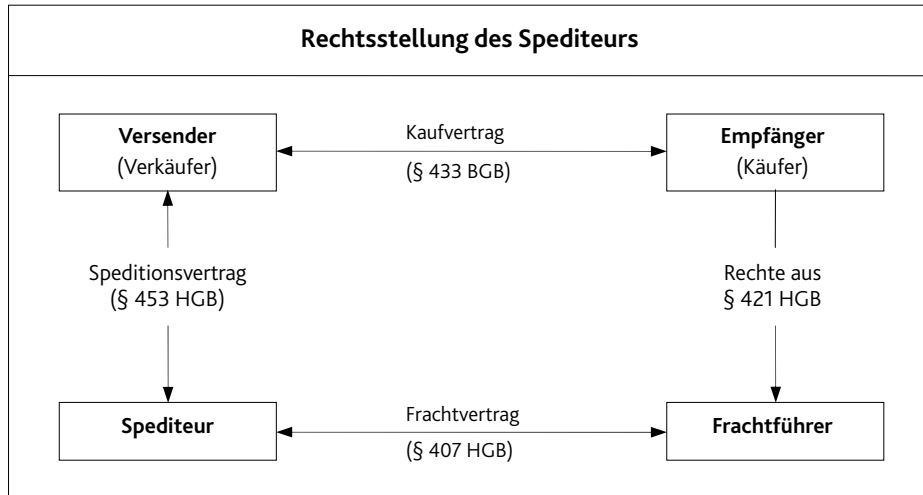 Rechtsstellung des Spediteurs
Versender
(Verkäufer)
Kaufvertrag
(§ 433 BGB)
Empfänger
(Käufer)
Speditionsvertrag
(§ 453 HGB)
Rechte aus
§ 421 HGB
Spediteur
Frachtvertrag
(§ 407 HGB)
Frachtführer